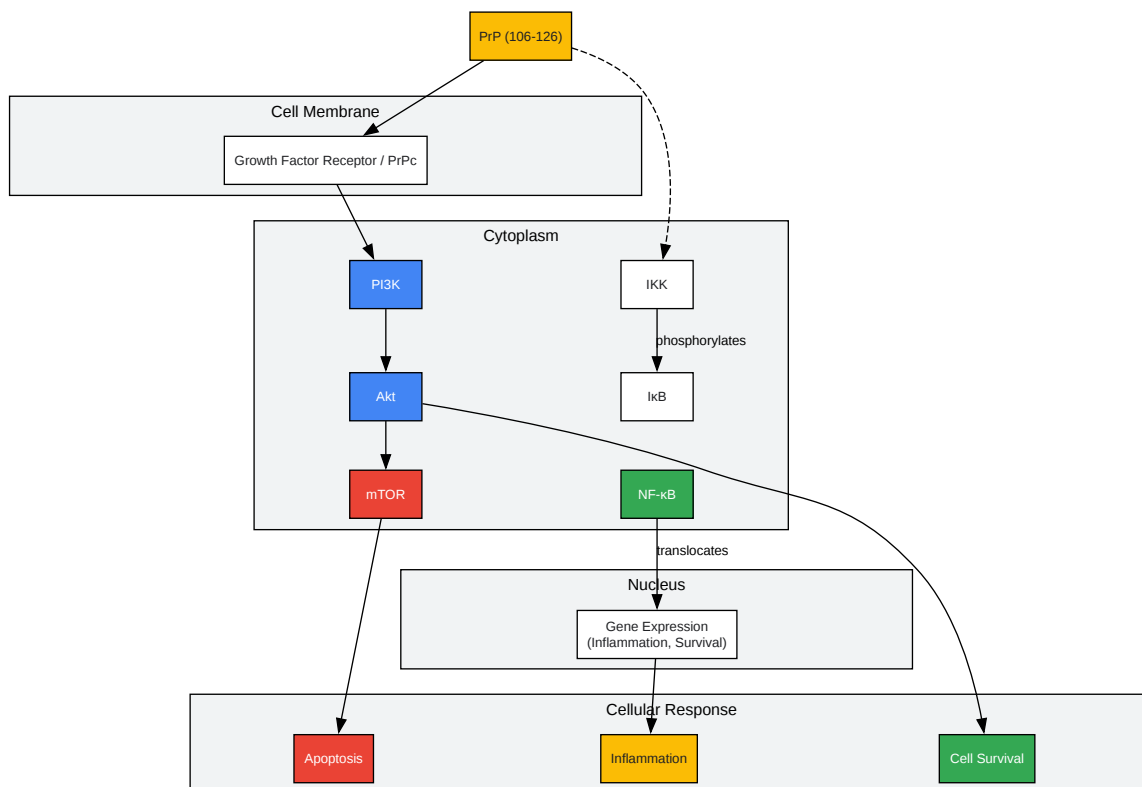 PrP (106-126)
Cell Membrane
Growth Factor Receptor / PrPc
Cytoplasm
PI3K
IKK
phosphorylates
Akt
IκB
mTOR
NF-κB
translocates
Nucleus
Gene Expression
(Inflammation, Survival)
Cellular Response
Apoptosis
Inflammation
Cell Survival